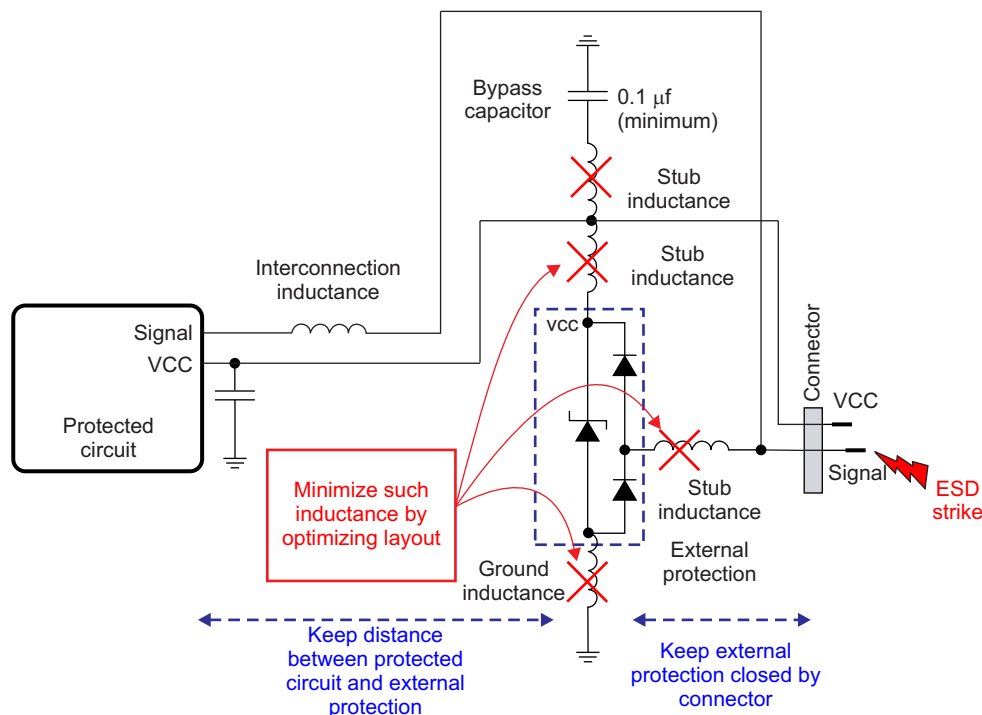 Bypass
capacitor
0.1 μf
(minimum)
Stub
inductance
Stub
inductance
Interconnection
inductance
Signal
VCC
Protected
circuit
vcc
Connector
VCC
Signal
ESD
strike
Minimize such
inductance by
optimizing layout
Stub
inductance
External
protection
Ground
inductance
Keep distance
between protected
circuit and external
protection
Keep external
protection closed by
connector